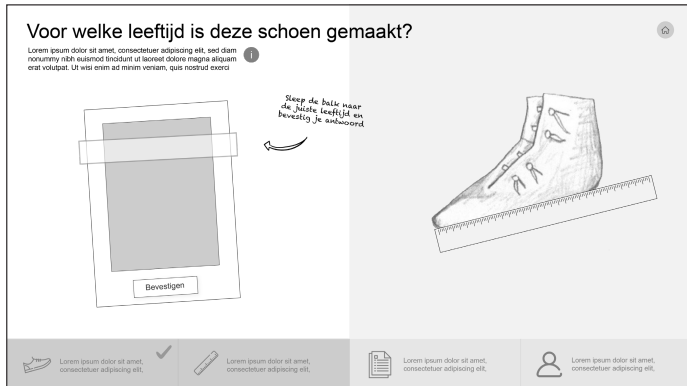 Voor welke leeftijd is deze schoen gemaakt?
Lorem ipsum dolor sit amet, consectetuer adipiscing elit, sed diam
nonummy nibh euismod tincidunt ut laoreet dolore magna aliquam
erat volutpat. Ut wisi enim ad minim veniam, quis nostrud exerci
i
Sleep de balk naar
de juiste leeftijd en
bevestig je antwoord
Bevestigen
Lorem ipsum dolor sit amet,
consectetuer adipiscing elit,
Lorem ipsum dolor sit amet,
consectetuer adipiscing elit,
Lorem ipsum dolor sit amet,
consectetuer adipiscing elit,
Lorem ipsum dolor sit amet,
consectetuer adipiscing elit,